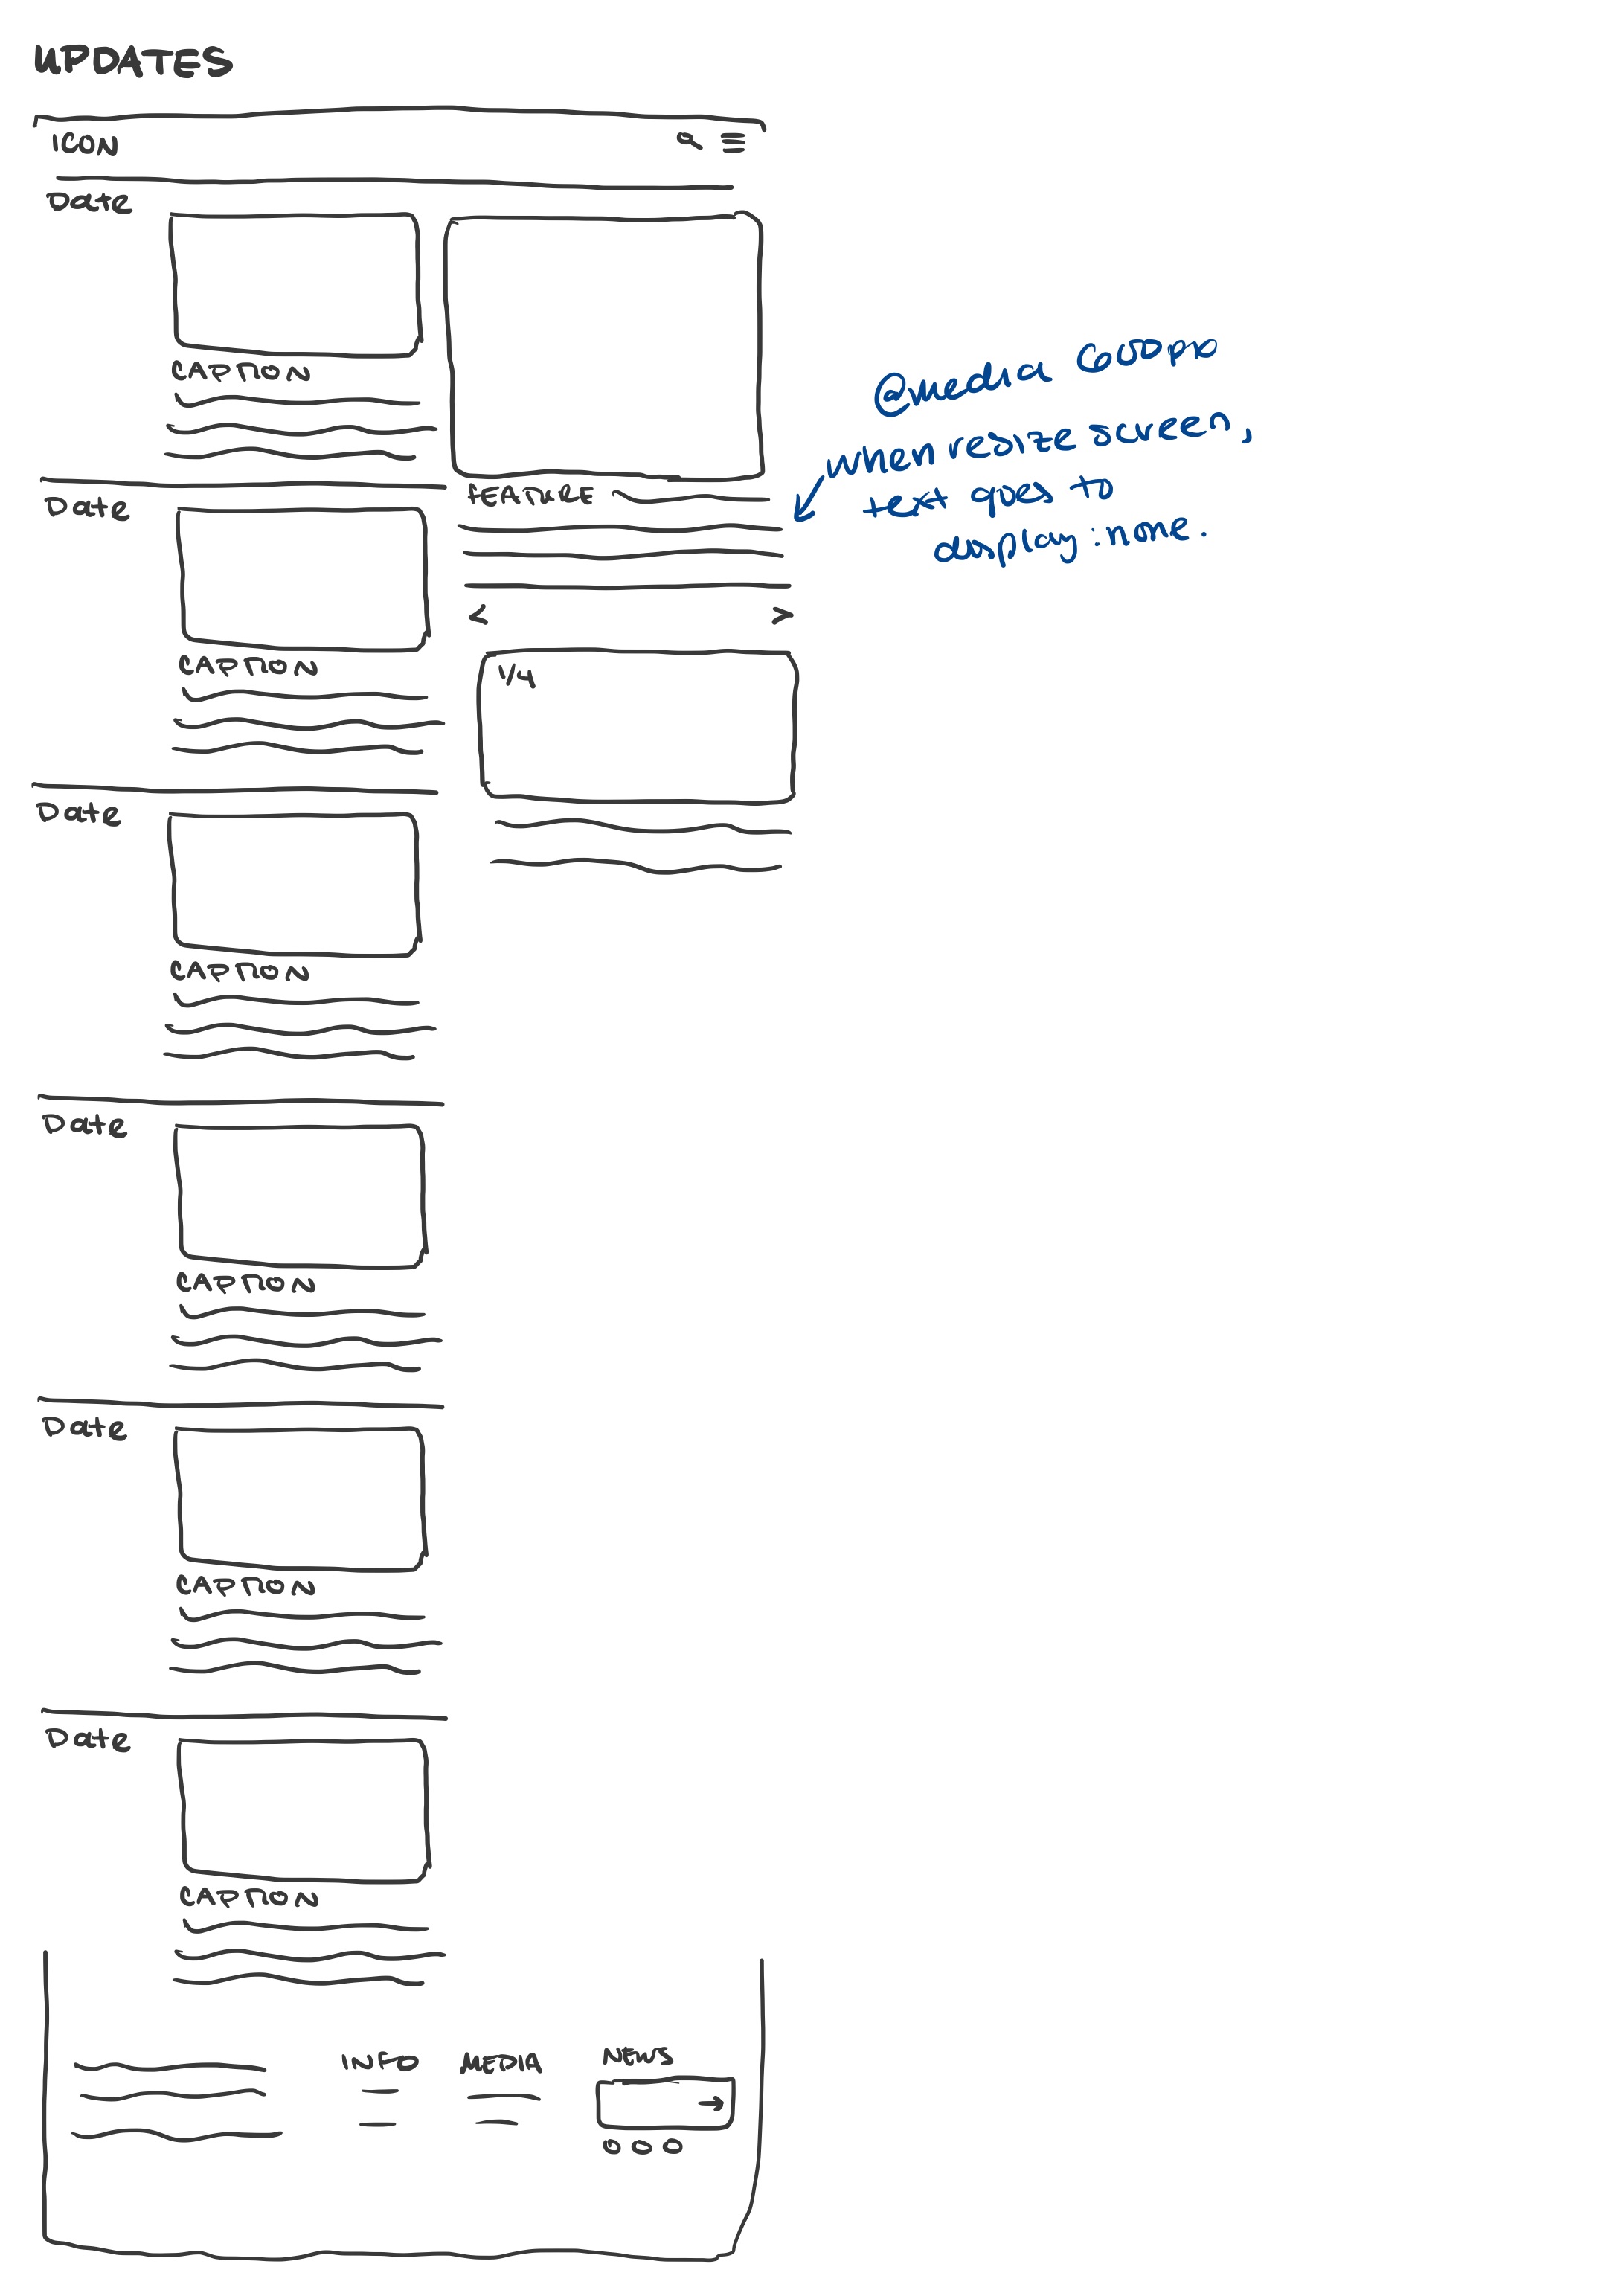 UPDATES
ICON
Date
CAPTION
@media 600px
when resize screen,
text goes to
display:none.
FEATURE
Date
< >
CAPTION
1/4
Date
CAPTION
Date
CAPTION
Date
CAPTION
Date
CAPTION
INFO MEDIA NEWS